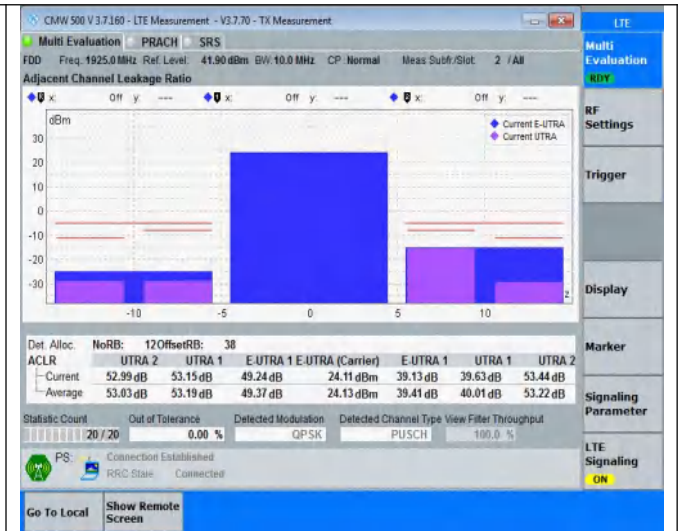 CMW 500 V 3.7.160 - LTE Measurement - V3.7.70 - TX Measurement
LTE
Multi Evaluation PRACH SRS
Multi Evaluation
RDY
FDD Freq. 1925.0 MHz Ref. Level: 41.90 dBm BW: 10.0 MHz CP: Normal Meas Subfr./Slot: 2 / All
Adjacent Channel Leakage Ratio
x: Off y: --- x: Off y: --- x: Off y: ---
RF Settings
dBm
Current E-UTRA
Current UTRA
30
20
10
0
-10
-20
-30
-10 -5 0 5 10
2
Trigger
Display
Marker
Signaling Parameter
LTE Signaling
ON
Det. Alloc. NoRB: 12 OffsetRB: 38
ACLR UTRA 2 UTRA 1 E-UTRA 1 E-UTRA (Carrier) E-UTRA 1 UTRA 1 UTRA 2
Current 52.99 dB 53.15 dB 49.24 dB 24.11 dBm 39.13 dB 39.63 dB 53.44 dB
Average 53.03 dB 53.19 dB 49.37 dB 24.13 dBm 39.41 dB 40.01 dB 53.22 dB
Statistic Count Out of Tolerance Detected Modulation Detected Channel Type View Filter Throughput
20 / 20 0.00 % QPSK PUSCH 100.0 %
PS: Connection Established
RRC State Connected
Go To Local
Show Remote Screen